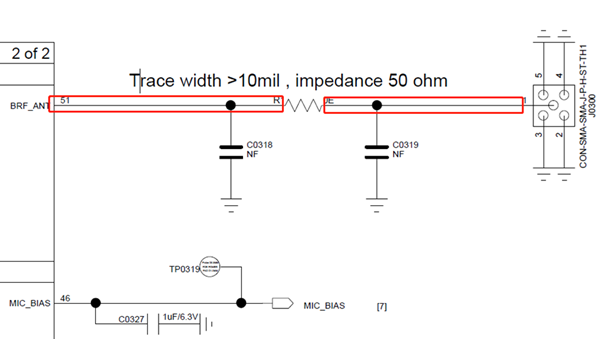 2 of 2
Trace width >10mil , impedance 50 ohm
BRF_ANT
51
R
JE
1
5
4
3
2
CON-SMA-SMA-J-P-H-ST-TH1
J0300
C0318
NF
C0319
NF
TP0319
MIC_BIAS
46
MIC_BIAS
[7]
C0327
1uF/6.3V